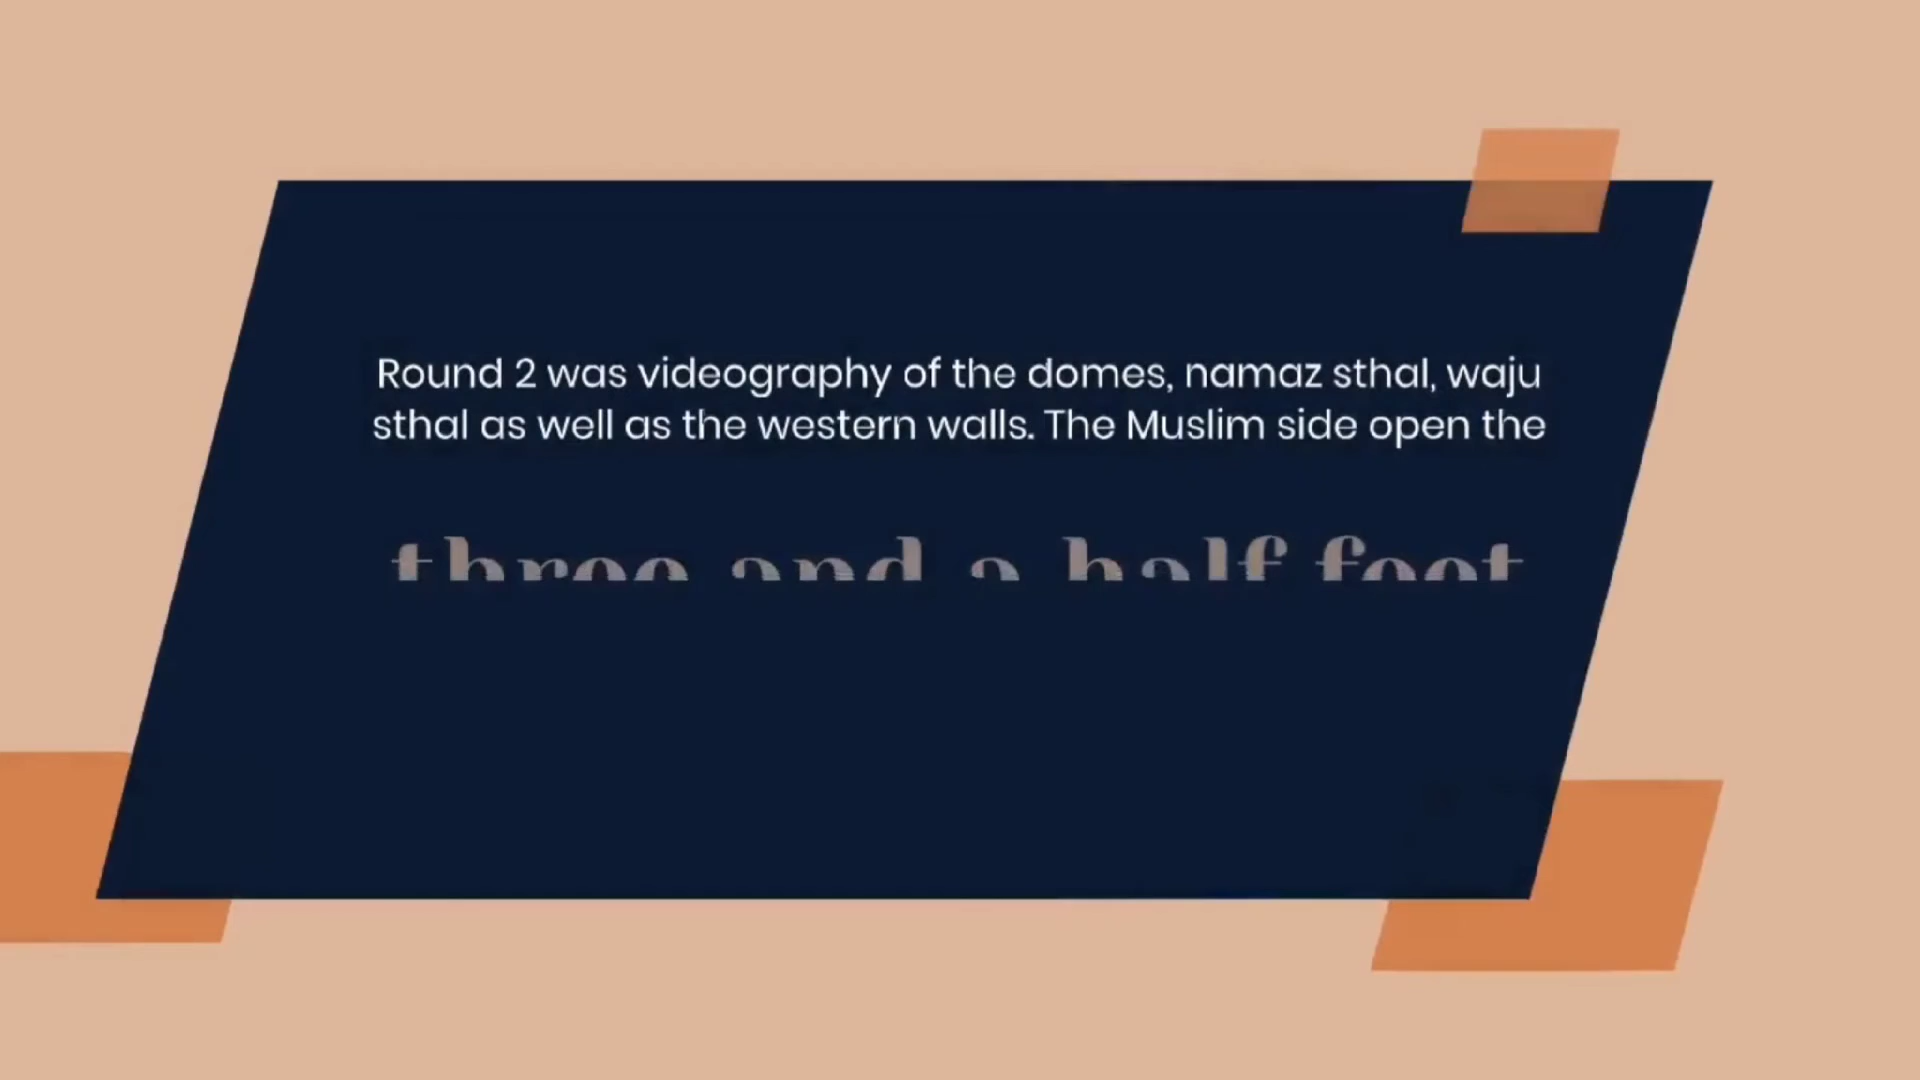 Round 2 was videography of the domes, namaz sthal, waju
sthal as well as the western walls. The Muslim side open the
three and a half foot